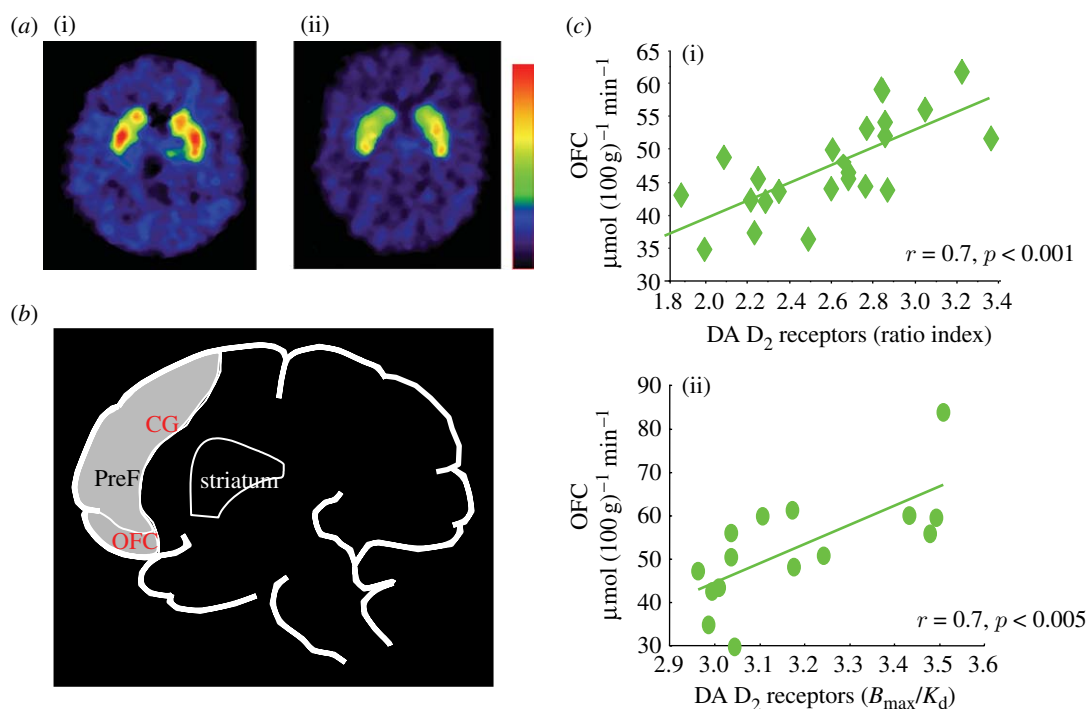 (a) (i) (ii)
(b)
CG
PreF
striatum
OFC
(c)
(i)
OFC
μmol (100 g)⁻¹ min⁻¹
65
60
55
50
45
40
35
30
r = 0.7, p < 0.001
1.8 2.0 2.2 2.4 2.6 2.8 3.0 3.2 3.4
DA D₂ receptors (ratio index)
(ii)
OFC
μmol (100 g)⁻¹ min⁻¹
90
80
70
60
50
40
30
r = 0.7, p < 0.005
2.9 3.0 3.1 3.2 3.3 3.4 3.5 3.6
DA D₂ receptors (Bmax/Kd)